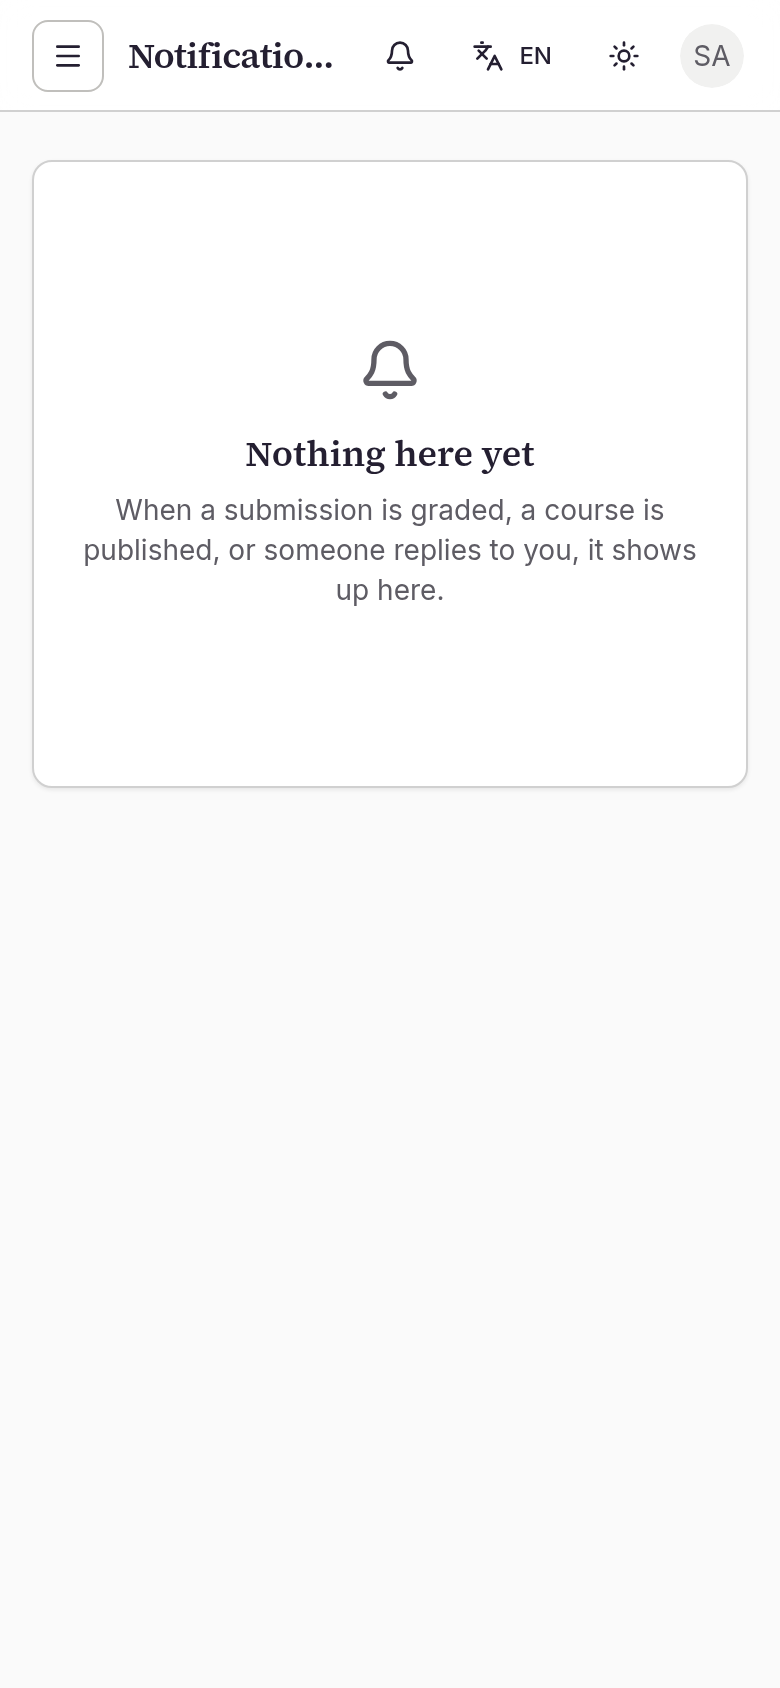 Notificatio...
EN
SA
Nothing here yet
When a submission is graded, a course is
published, or someone replies to you, it shows
up here.